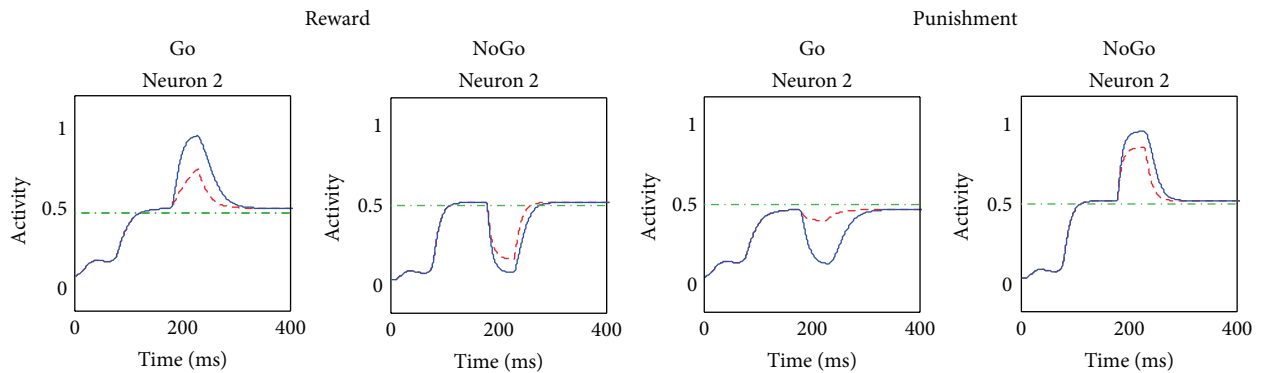 Reward
Punishment
Go
NoGo
Go
NoGo
Neuron 2
Neuron 2
Neuron 2
Neuron 2
1
0.5
0
Activity
0 200 400
Time (ms)
1
0.5
0
Activity
0 200 400
Time (ms)
1
0.5
0
Activity
0 200 400
Time (ms)
1
0.5
0
Activity
0 200 400
Time (ms)